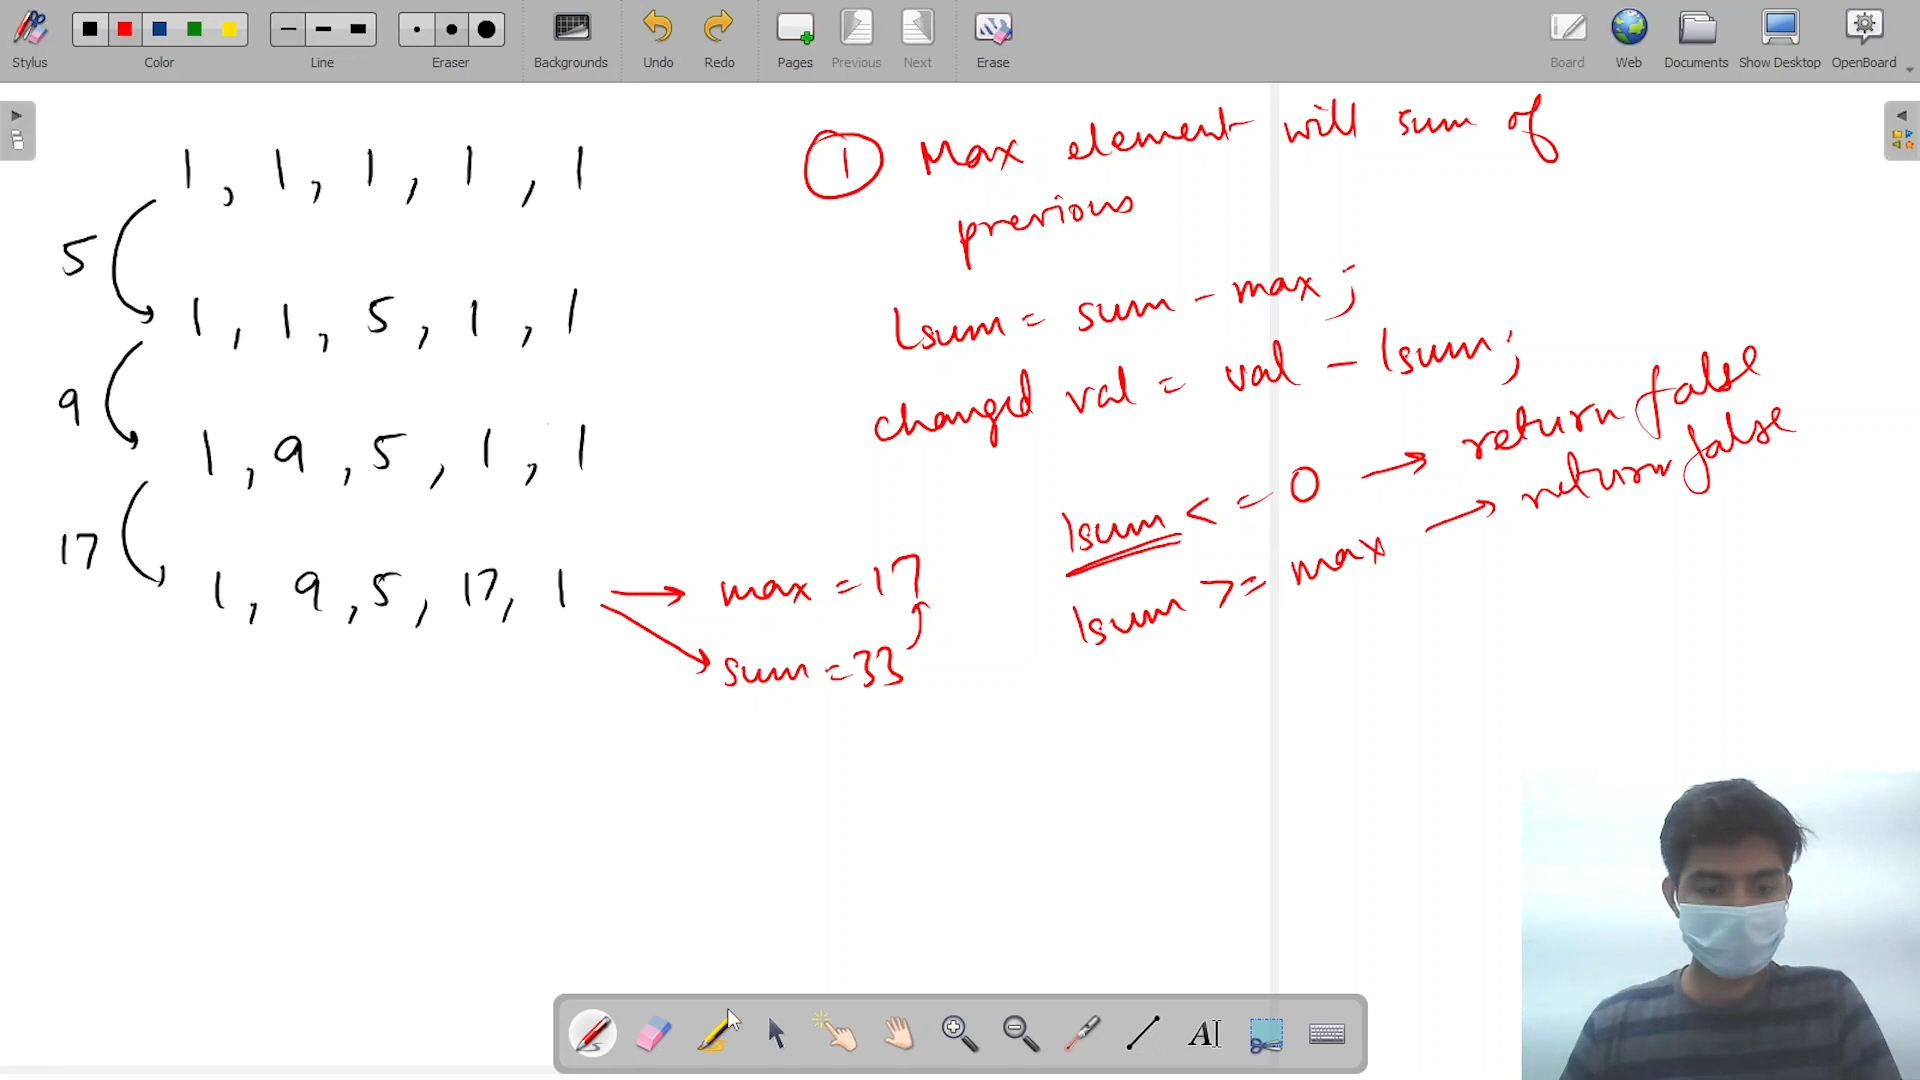 Stylus
Color
Line
Eraser
Backgrounds
Undo
Redo
Pages
Previous
Next
Erase
Board
Web
Documents
Show Desktop
OpenBoard
1, 1, 1, 1, 1
5
1, 1, 5, 1, 1
9
1, 9, 5, 1, 1
17
1, 9, 5, 17, 1
max = 17
sum = 33
1 Max element will sum of
previous
lsum = sum - max;
changed val = val - lsum;
lsum <= 0 → return false
lsum >= max → return false